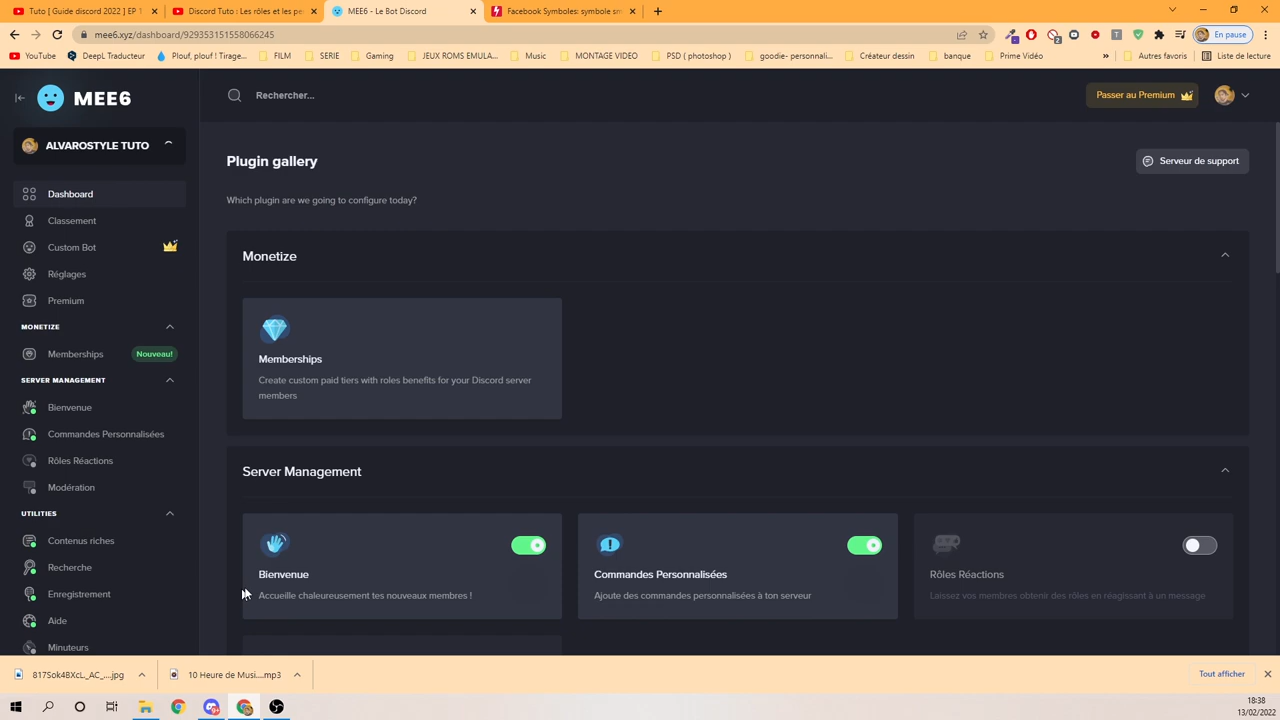 Tuto [ Guide discord 2022 ] EP 1
Discord Tuto : Les rôles et les pe
MEE6 - Le Bot Discord
Facebook Symboles: symbole sm
mee6.xyz/dashboard/929353151558066245
En pause
YouTube
DeepL Traducteur
Plouf, plouf ! Tirage...
FILM
SERIE
Gaming
JEUX ROMS EMULA...
Music
MONTAGE VIDEO
PSD ( photoshop )
goodie- personnali...
Créateur dessin
banque
Prime Vidéo
»
Autres favoris
Liste de lecture
MEE6
Rechercher...
Passer au Premium
ALVAROSTYLE TUTO
Plugin gallery
Serveur de support
Dashboard
Which plugin are we going to configure today?
Classement
Custom Bot
Réglages
Premium
Monetize
MONETIZE
Memberships
Nouveau!
Memberships
Create custom paid tiers with roles benefits for your Discord server
members
SERVER MANAGEMENT
Bienvenue
Commandes Personnalisées
Rôles Réactions
Modération
Server Management
UTILITIES
Contenus riches
Recherche
Enregistrement
Aide
Minuteurs
Bienvenue
Accueille chaleureusement tes nouveaux membres !
Commandes Personnalisées
Ajoute des commandes personnalisées à ton serveur
Rôles Réactions
Laissez vos membres obtenir des rôles en réagissant à un message
817Sok4BXcL._AC_....jpg
10 Heure de Musi....mp3
Tout afficher
18:38
13/02/2022